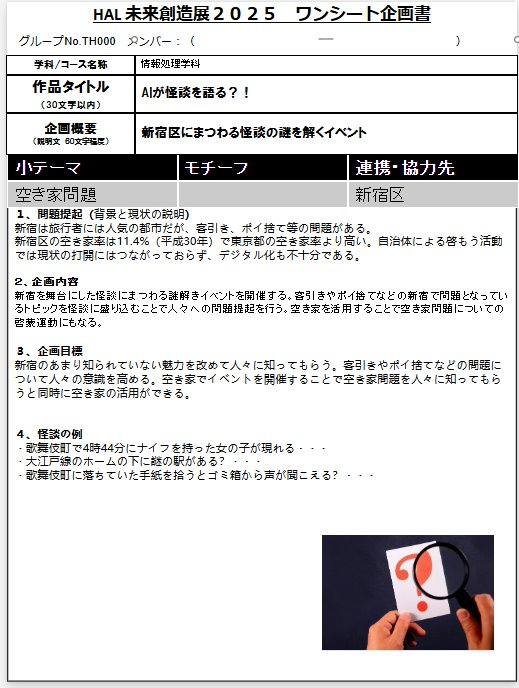 HAL 未来創造展２０２５　ワンシート企画書
グループNo.TH000　メンバー：（　　　　　　　　　　）
学科/コース名称
情報処理学科
作品タイトル
（30文字以内）
AIが怪談を語る？！
企画概要
（説明文 60文字程度）
新宿区にまつわる怪談の謎を解くイベント
小テーマ　モチーフ　連携・協力先
空き家問題　新宿区
１、問題提起（背景と現状の説明）
新宿は旅行者には人気の都市だが、客引き、ポイ捨て等の問題がある。
新宿区の空き家率は11.4%（平成30年）で東京都の空き家率より高い。自治体による啓もう活動
では現状の打開にはつながっておらず、デジタル化も不十分である。
２、企画内容
新宿を舞台にした怪談にまつわる謎解きイベントを開催する。客引きやポイ捨てなどの新宿で問題となってい
るトピックを怪談に盛り込むことで人々への問題提起を行う。空き家を活用することで空き家問題についての
啓蒙運動にもなる。
３、企画目標
新宿のあまり知られていない魅力を改めて人々に知ってもらう。客引きやポイ捨てなどの問題に
ついて人々の意識を高める。空き家でイベントを開催することで空き家問題を人々に知ってもら
うと同時に空き家の活用ができる。
４、怪談の例
・歌舞伎町で4時44分にナイフを持った女の子が現れる・・・
・大江戸線のホームの下に謎の駅がある？・・・
・歌舞伎町に落ちていた手紙を拾うとゴミ箱から声が聞こえる？・・・
?